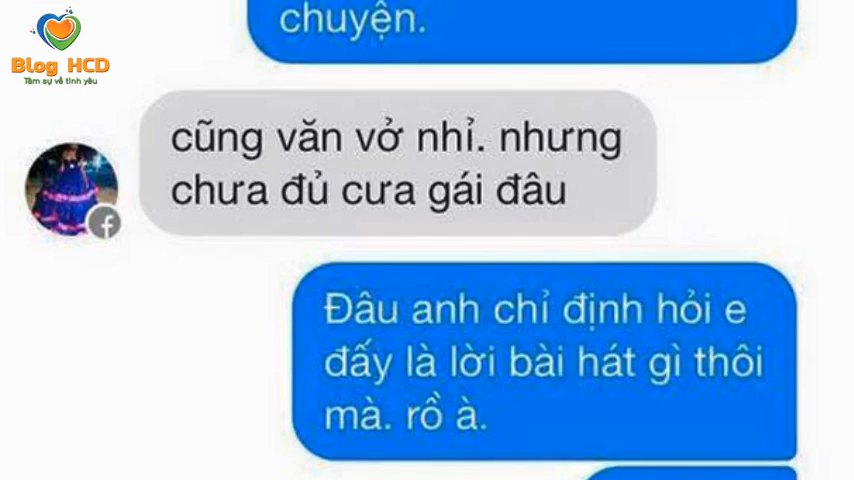 Blog HCD
Tâm sự về tình yêu
chuyện.
cũng văn vở nhỉ. nhưng
chưa đủ cưa gái đâu
Đâu anh chỉ định hỏi e
đấy là lời bài hát gì thôi
mà. rồ à.